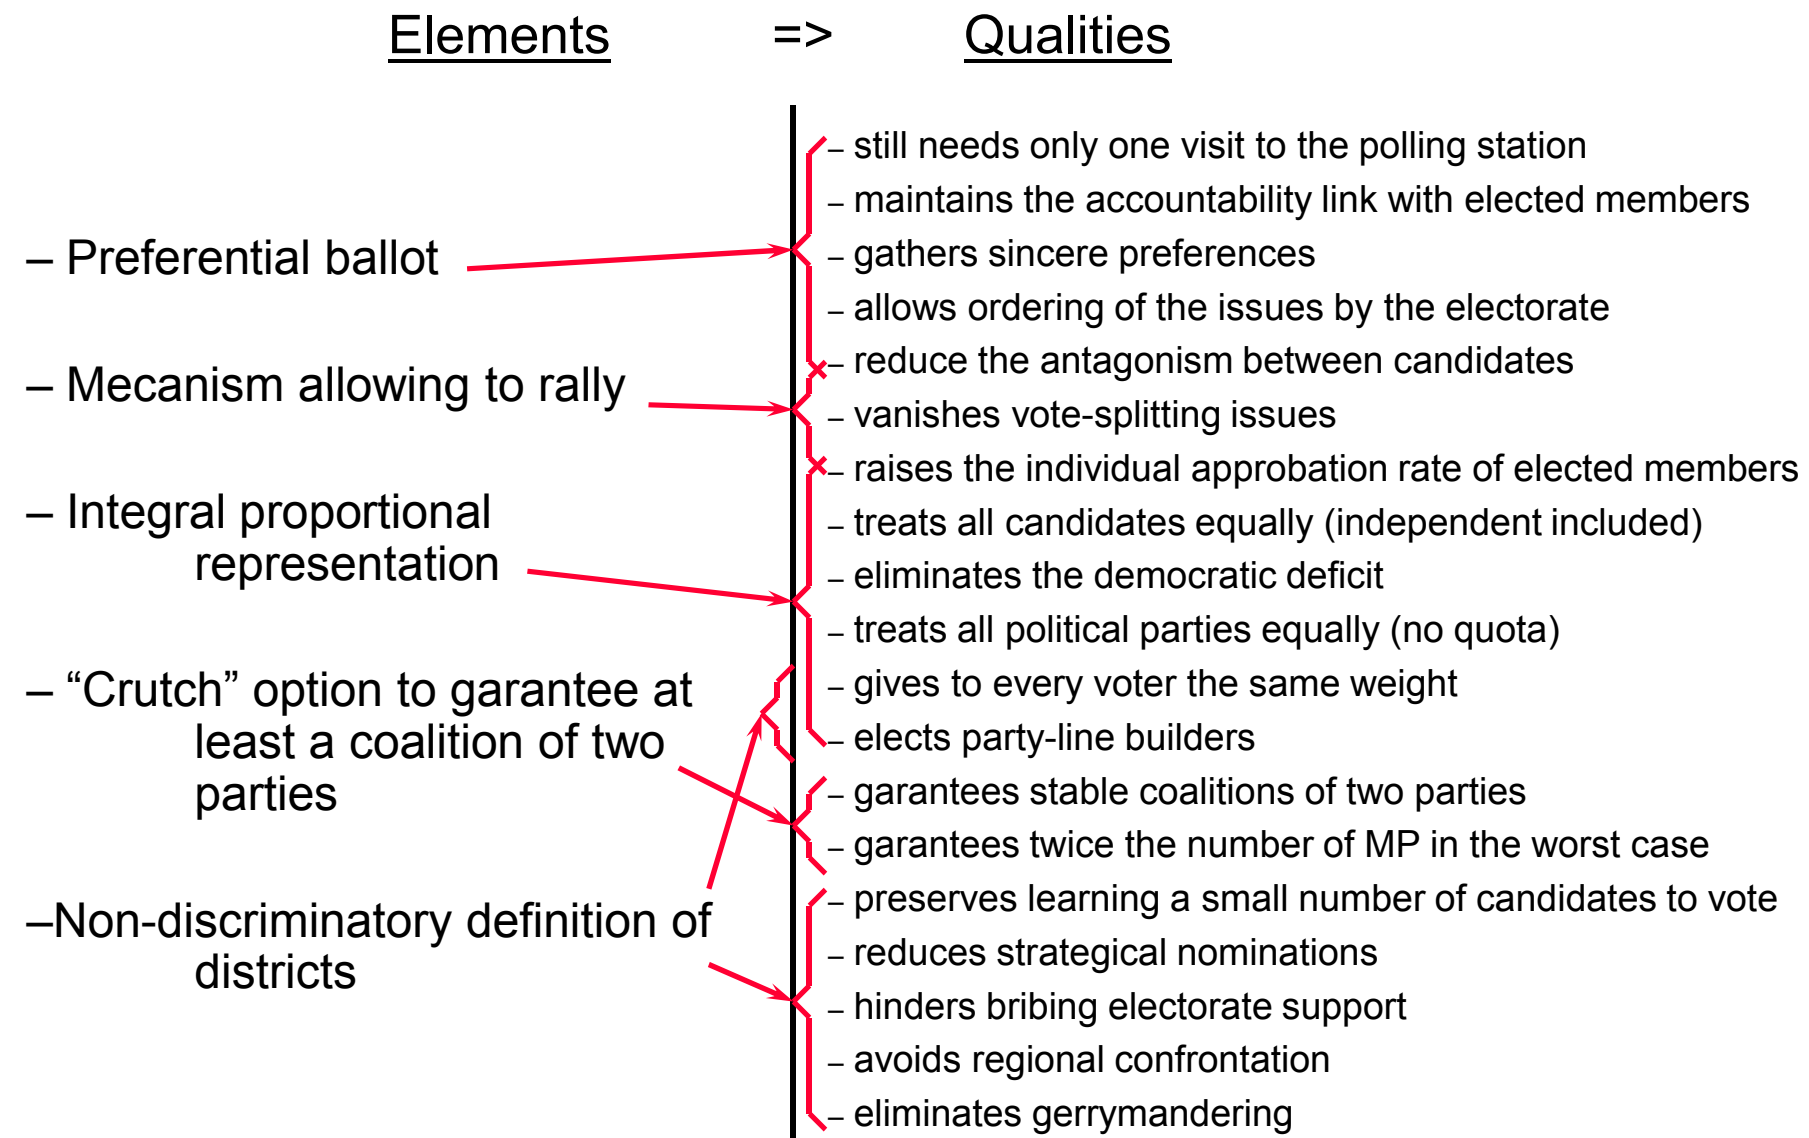 Elements => Qualities
– Preferential ballot
– Mecanism allowing to rally
– Integral proportional
representation
– “Crutch” option to garantee at
least a coalition of two
parties
–Non-discriminatory definition of
districts
– still needs only one visit to the polling station
– maintains the accountability link with elected members
– gathers sincere preferences
– allows ordering of the issues by the electorate
– reduce the antagonism between candidates
– vanishes vote-splitting issues
– raises the individual approbation rate of elected members
– treats all candidates equally (independent included)
– eliminates the democratic deficit
– treats all political parties equally (no quota)
– gives to every voter the same weight
– elects party-line builders
– garantees stable coalitions of two parties
– garantees twice the number of MP in the worst case
– preserves learning a small number of candidates to vote
– reduces strategical nominations
– hinders bribing electorate support
– avoids regional confrontation
– eliminates gerrymandering